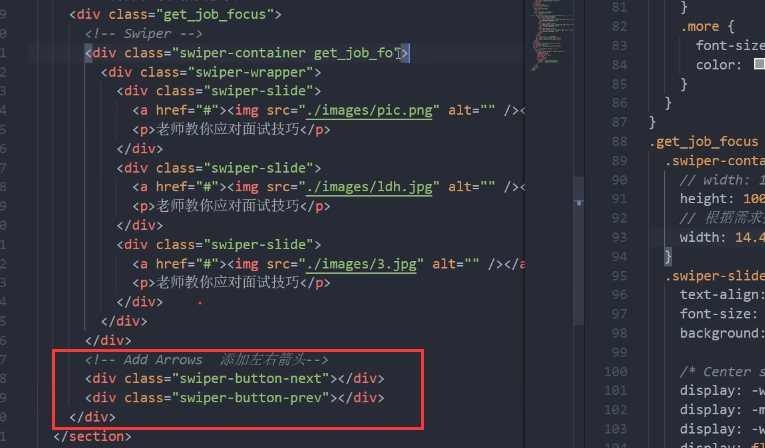 <div class="get_job_focus">
<!-- Swiper -->
<div class="swiper-container get_job_fo">
<div class="swiper-wrapper">
<div class="swiper-slide">
<a href="#"><img src="./images/pic.png" alt="" /><
<p>老师教你应对面试技巧</p>
</div>
<div class="swiper-slide">
<a href="#"><img src="./images/ldh.jpg" alt="" /><
<p>老师教你应对面试技巧</p>
</div>
<div class="swiper-slide">
<a href="#"><img src="./images/3.jpg" alt="" /></a
<p>老师教你应对面试技巧</p>
</div>
</div>
</div>
<!-- Add Arrows  添加左右箭头-->
<div class="swiper-button-next"></div>
<div class="swiper-button-prev"></div>
</div>
</section>
81 }
82 .more {
83 font-size
84 color:
85 }
86 }
87 }
88 .get_job_focus
89 .swiper-conta
90 // width: 1
91 height: 100
92 // 根据需求
93 width: 14.4
94 }
95 .swiper-slide
96 text-align:
97 font-size:
98 background:
99
100 /* Center s
101 display: -w
102 display: -m
103 display: -w